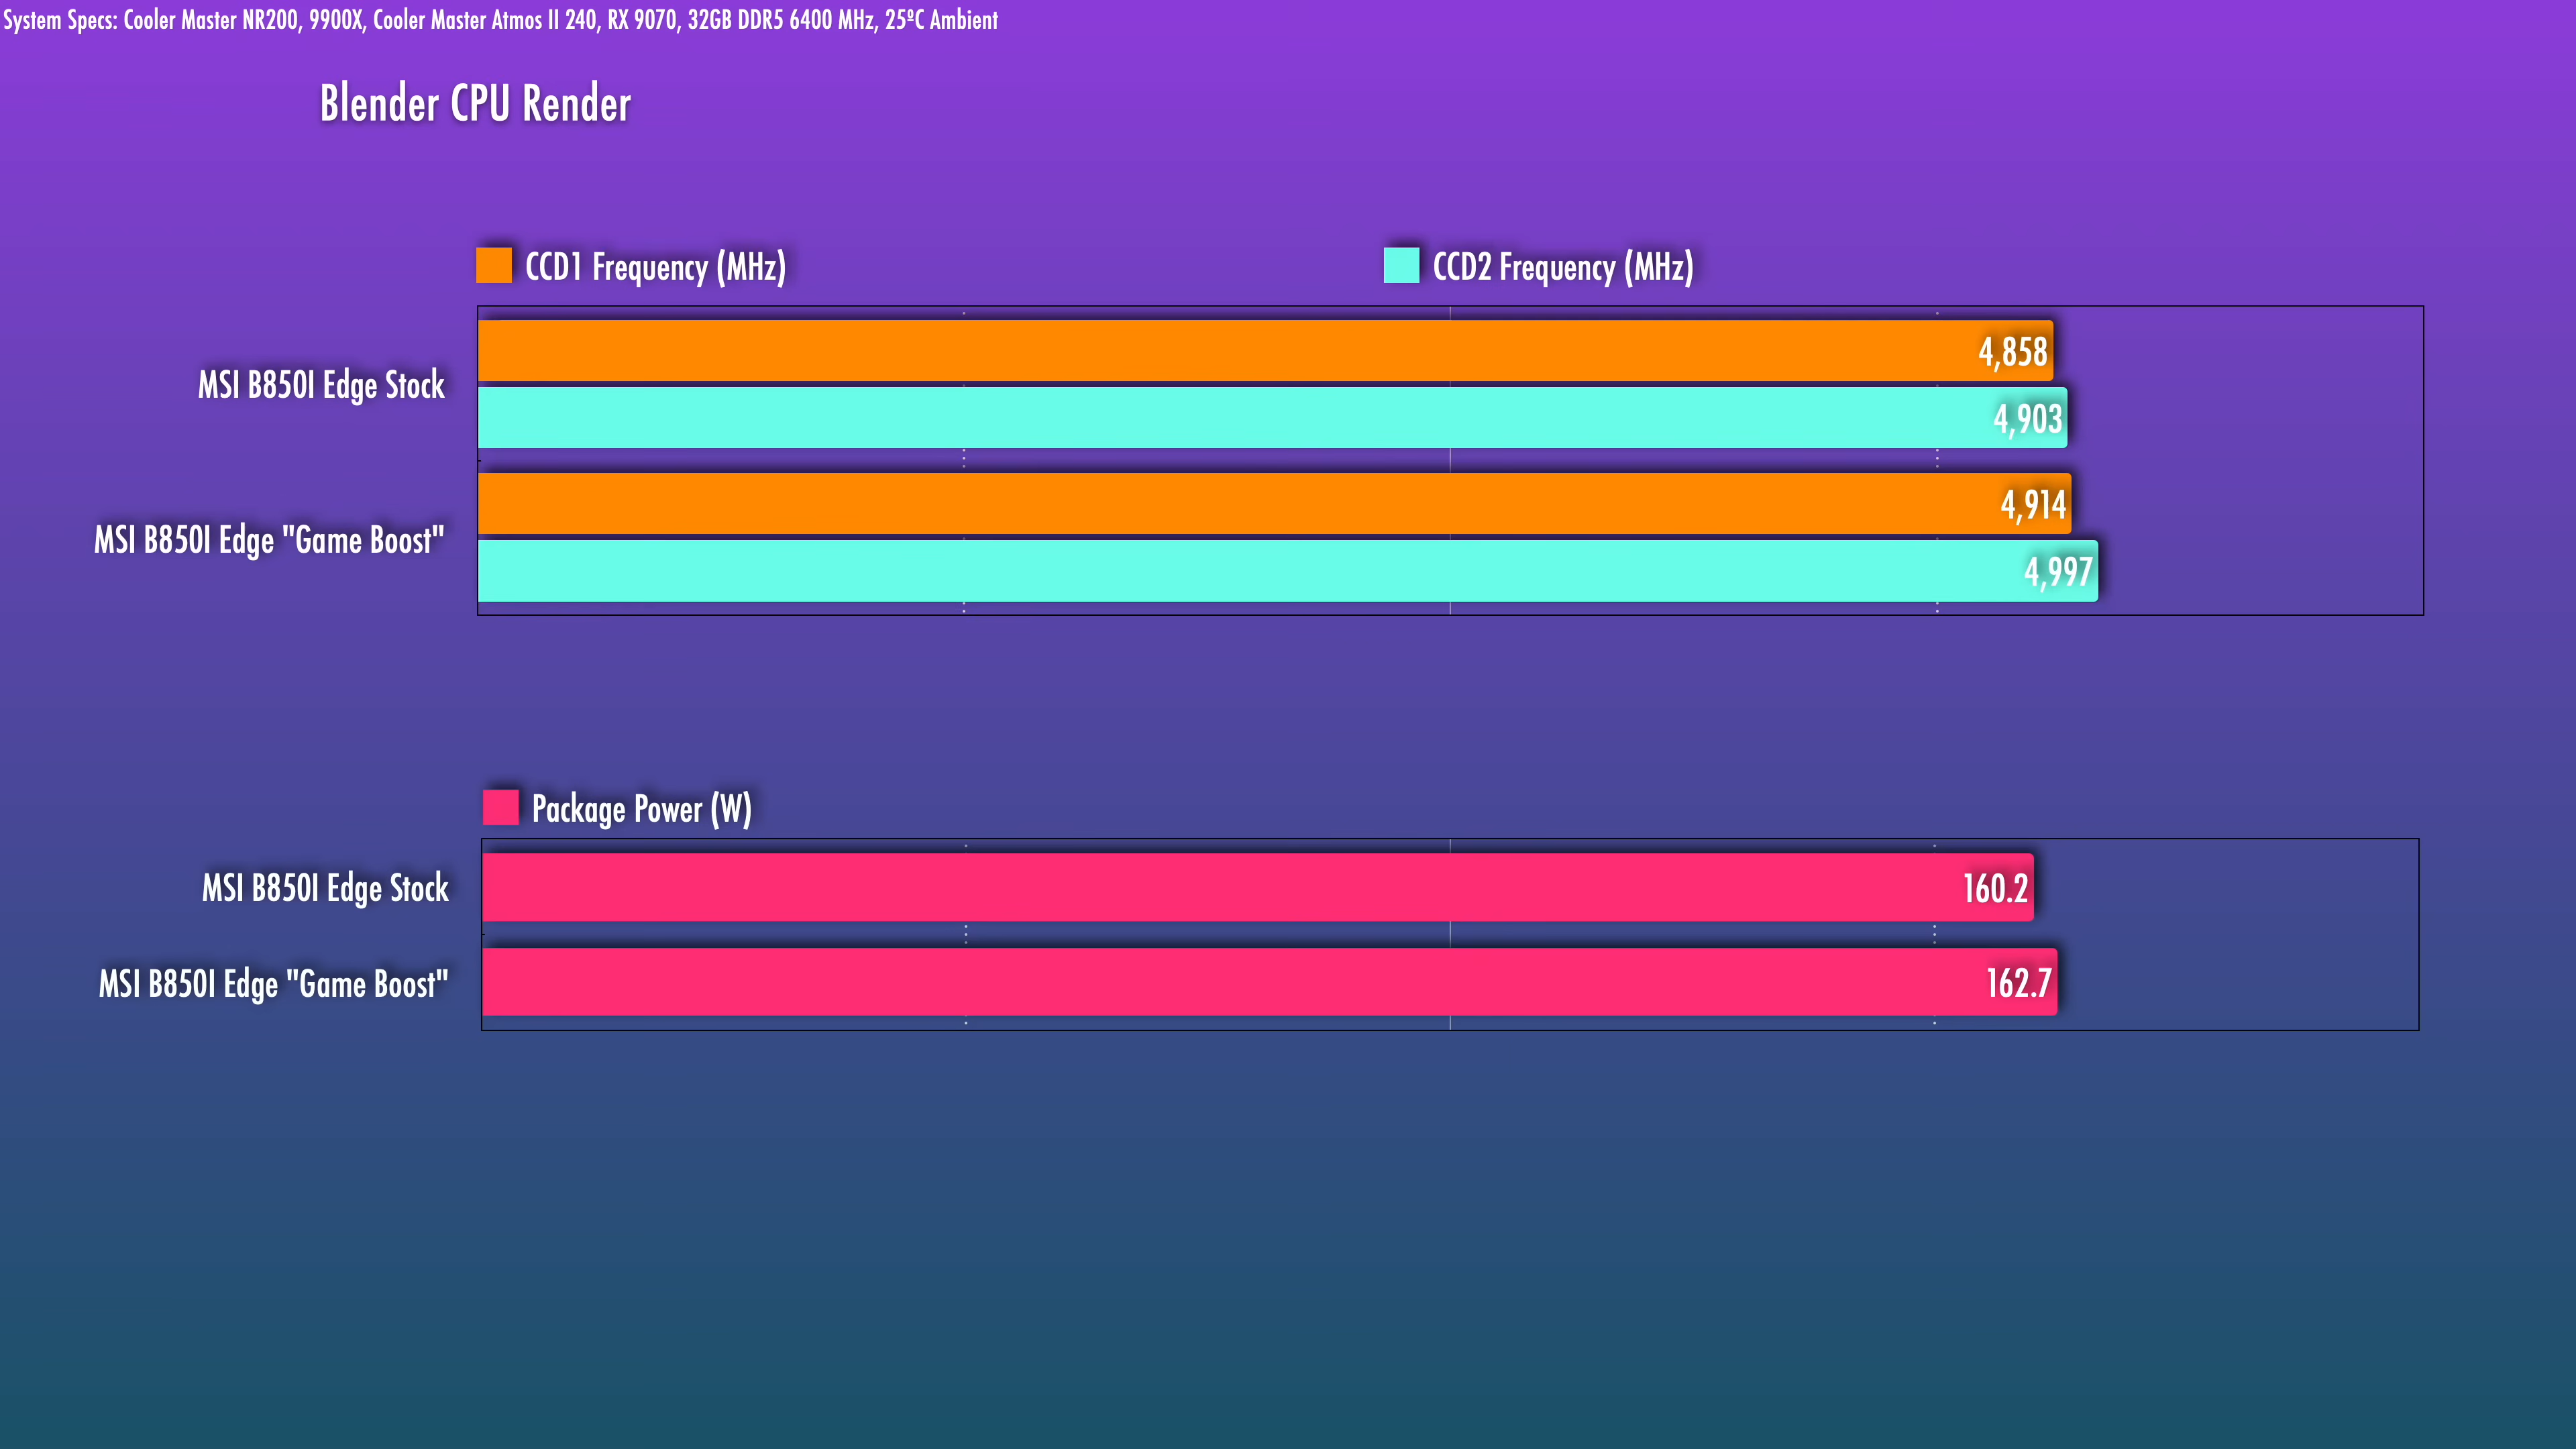 System Specs: Cooler Master NR200, 9900X, Cooler Master Atmos II 240, RX 9070, 32GB DDR5 6400 MHz, 25ºC Ambient
Blender CPU Render
CCD1 Frequency (MHz)
CCD2 Frequency (MHz)
MSI B850I Edge Stock
4,858
4,903
MSI B850I Edge "Game Boost"
4,914
4,997
Package Power (W)
MSI B850I Edge Stock
160.2
MSI B850I Edge "Game Boost"
162.7